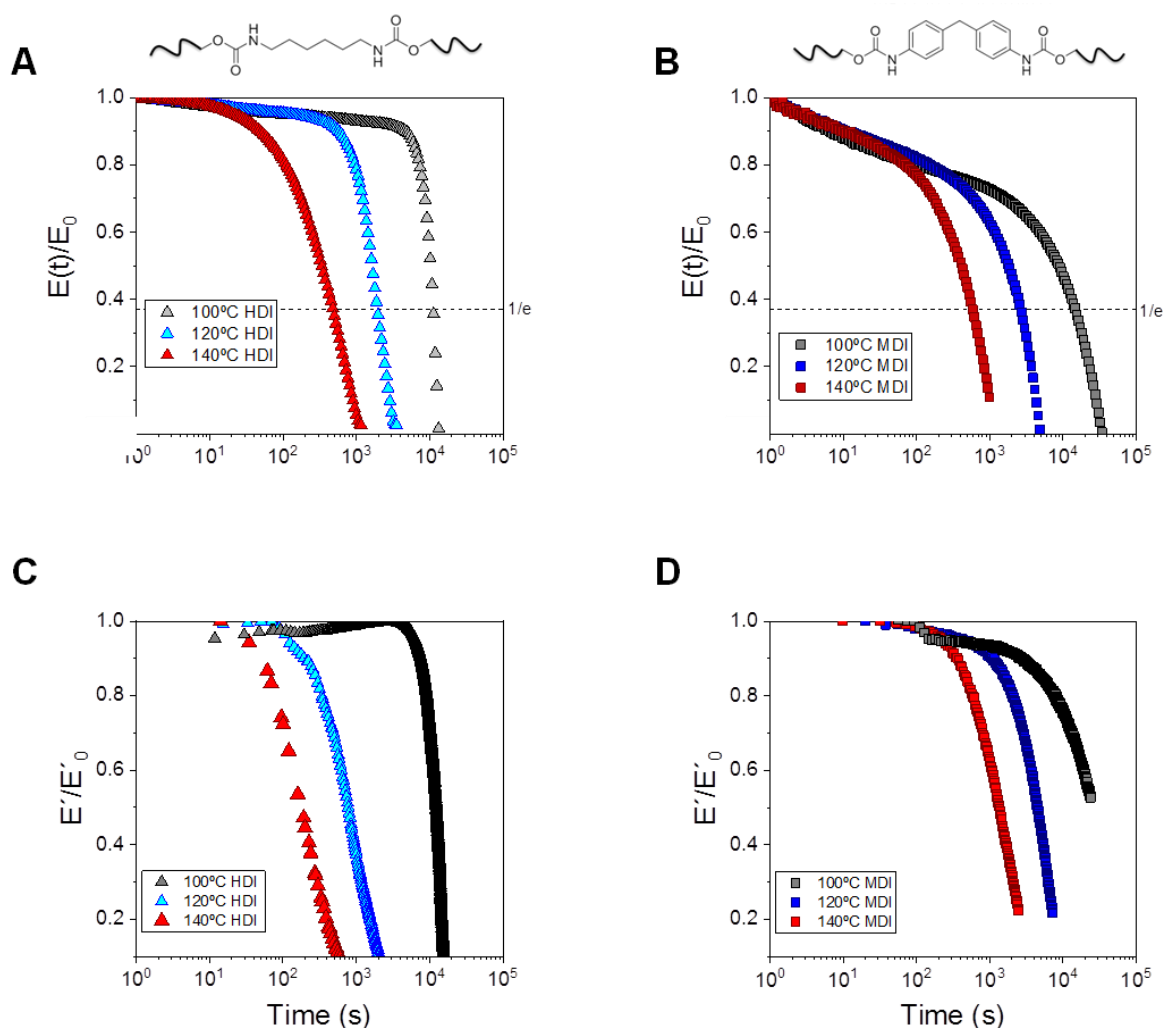 A
B
O
O
H
N
N
H
O
O
O
O
N
H
N
H
O
O
E(t)/E0
1.0
0.8
0.6
0.4
0.2
100ºC HDI
120ºC HDI
140ºC HDI
1/e
10^0
10^1
10^2
10^3
10^4
10^5
E(t)/E0
1.0
0.8
0.6
0.4
0.2
100ºC MDI
120ºC MDI
140ºC MDI
1/e
10^0
10^1
10^2
10^3
10^4
10^5
C
D
E´/E´0
1.0
0.8
0.6
0.4
0.2
100ºC HDI
120ºC HDI
140ºC HDI
10^0
10^1
10^2
10^3
10^4
10^5
Time (s)
E´/E´0
1.0
0.8
0.6
0.4
0.2
100ºC MDI
120ºC MDI
140ºC MDI
10^0
10^1
10^2
10^3
10^4
10^5
Time (s)